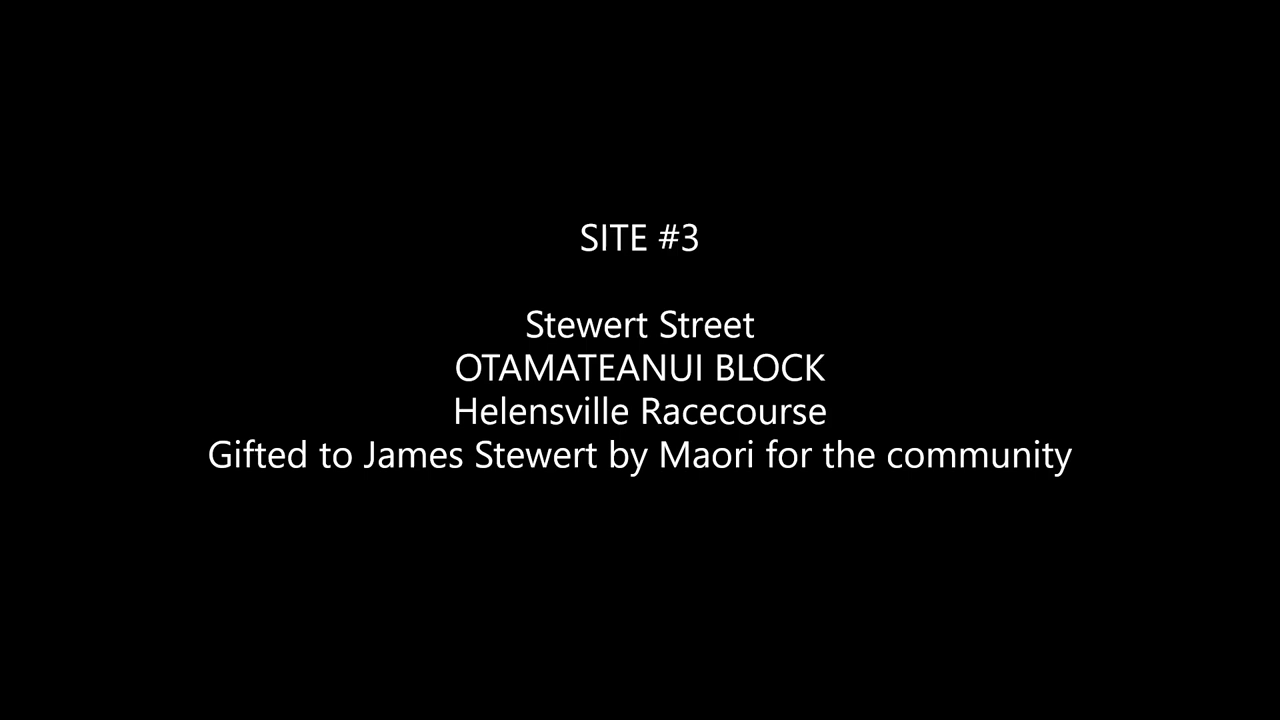 SITE #3
Stewert Street
OTAMATEANUI BLOCK
Helensville Racecourse
Gifted to James Stewert by Maori for the community